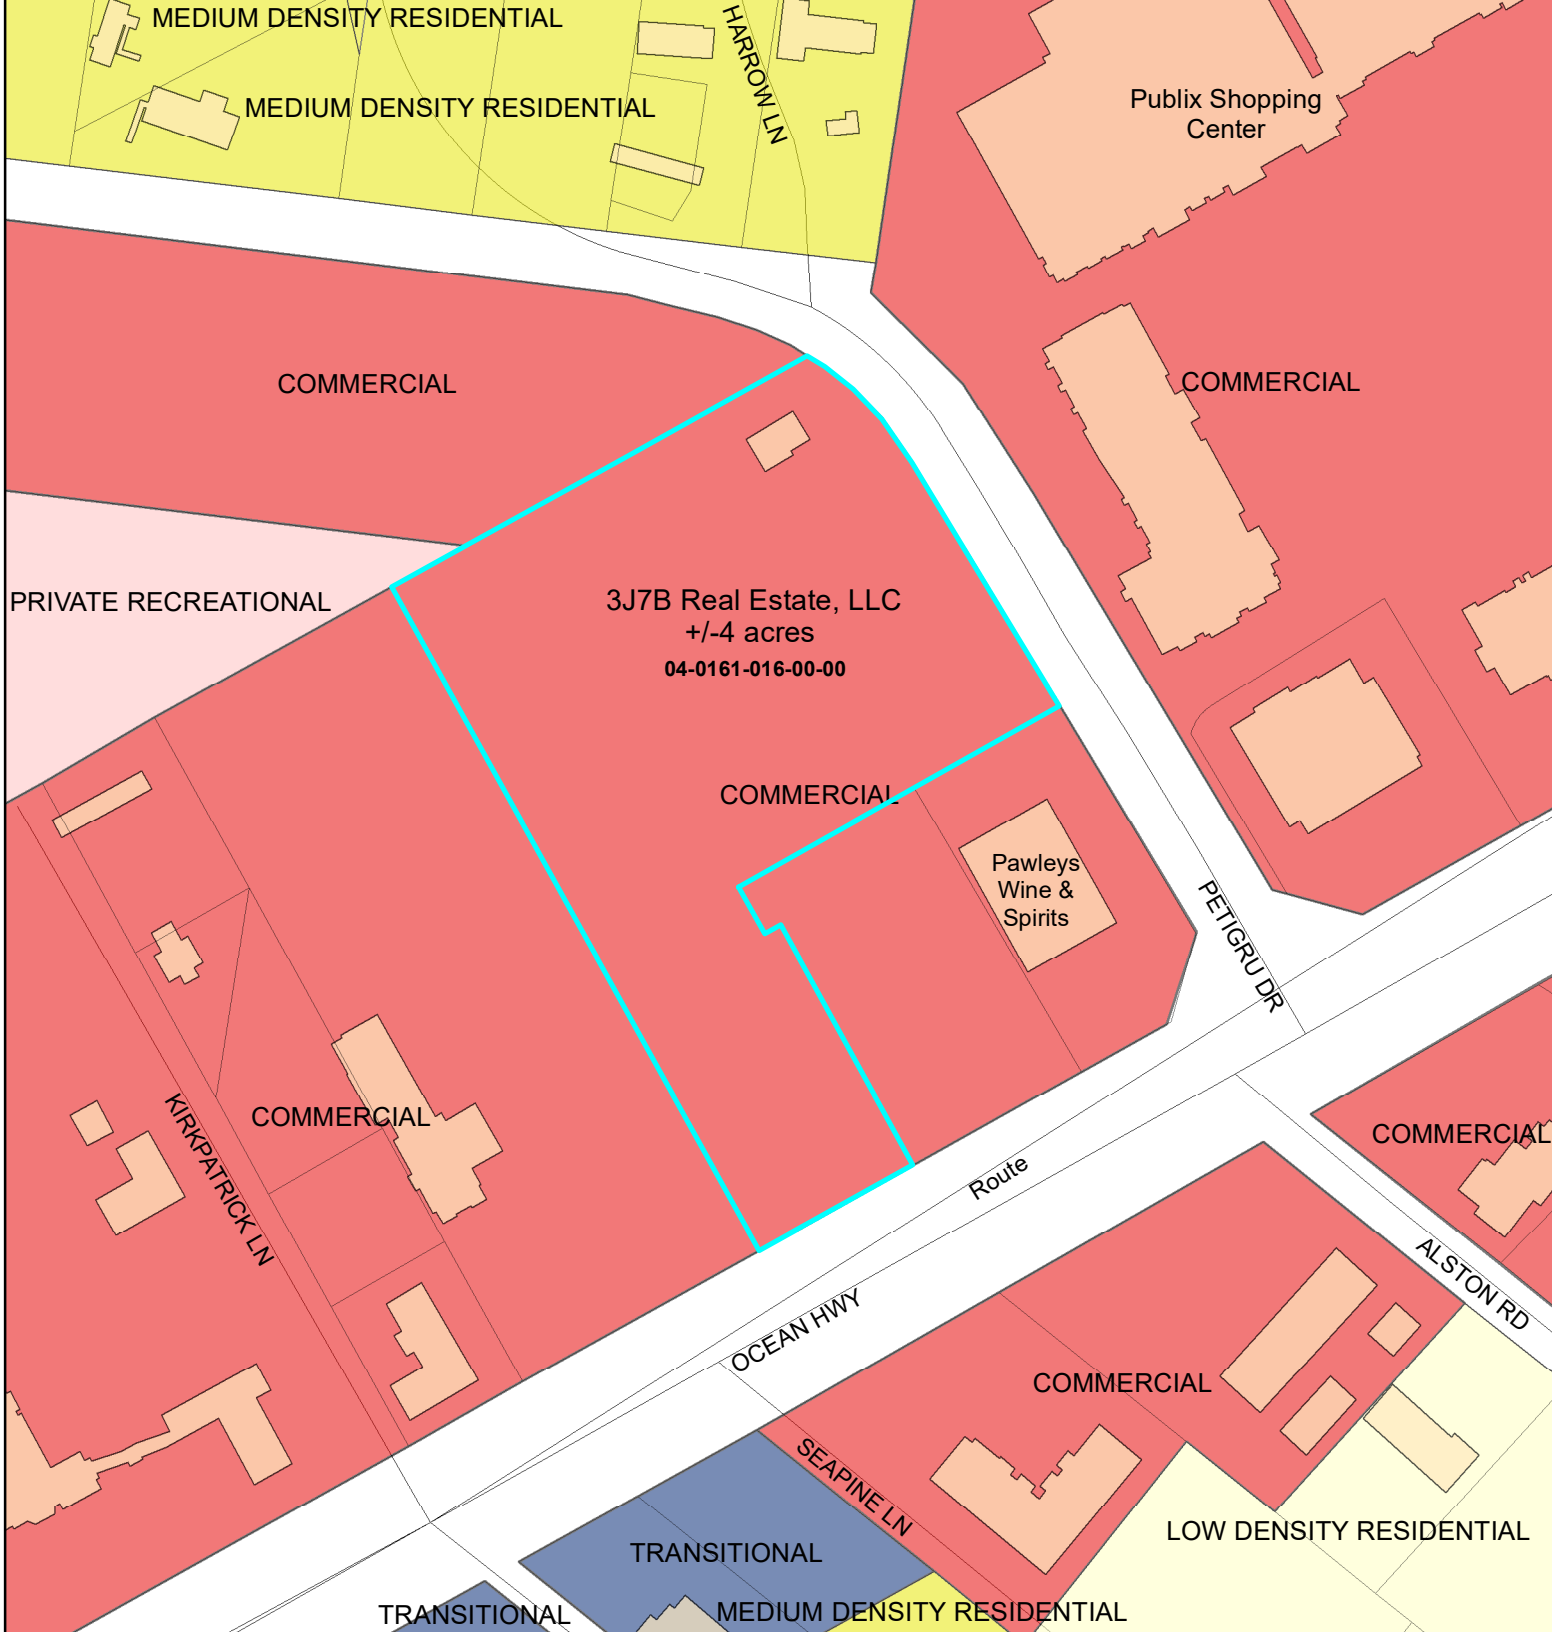 MEDIUM DENSITY RESIDENTIAL
HARROW LN
MEDIUM DENSITY RESIDENTIAL
Publix Shopping
Center
COMMERCIAL
COMMERCIAL
PRIVATE RECREATIONAL
3J7B Real Estate, LLC
+/-4 acres
04-0161-016-00-00
COMMERCIAL
Pawleys
Wine &
Spirits
PETIGRU DR
KIRKPATRICK LN
COMMERCIAL
COMMERCIAL
Route
ALSTON RD
OCEAN HWY
COMMERCIAL
SEAPINE LN
LOW DENSITY RESIDENTIAL
TRANSITIONAL
TRANSITIONAL
MEDIUM DENSITY RESIDENTIAL